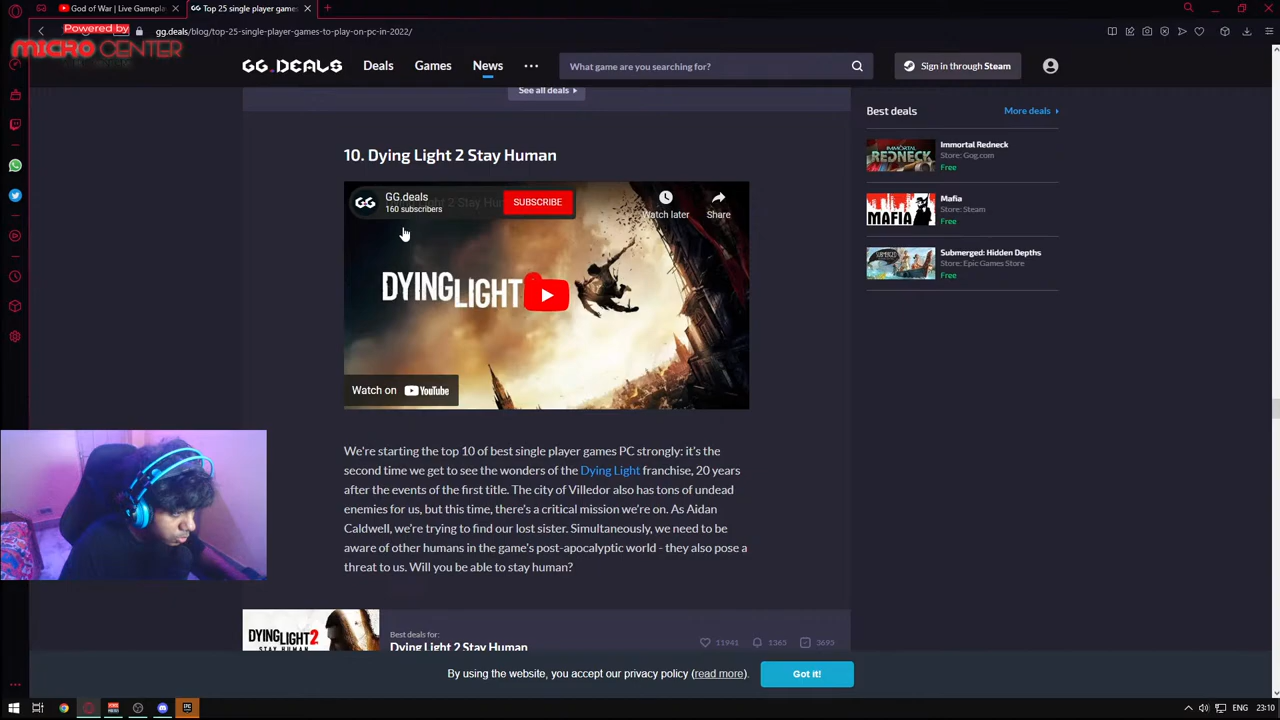 God of War | Live Gamepla
Top 25 single player games
Powered by
MICRO CENTER
gg.deals/blog/top-25-single-player-games-to-play-on-pc-in-2022/
GG.DEALS
Deals
Games
News
What game are you searching for?
Sign in through Steam
See all deals
Best deals
More deals
Immortal Redneck
Store: Gog.com
Free
Mafia
Store: Steam
Free
Submerged: Hidden Depths
Store: Epic Games Store
Free
10. Dying Light 2 Stay Human
GG.deals
160 subscribers
SUBSCRIBE
Watch later
Share
DYING LIGHT
Watch on YouTube
We're starting the top 10 of best single player games PC strongly: it's the
second time we get to see the wonders of the Dying Light franchise, 20 years
after the events of the first title. The city of Villedor also has tons of undead
enemies for us, but this time, there's a critical mission we're on. As Aidan
Caldwell, we're trying to find our lost sister. Simultaneously, we need to be
aware of other humans in the game's post-apocalyptic world - they also pose a
threat to us. Will you be able to stay human?
DYING LIGHT 2
STAY HUMAN
Best deals for:
Dying Light 2 Stay Human
11941
1365
3695
By using the website, you accept our privacy policy (read more).
Got it!
ENG
23:10